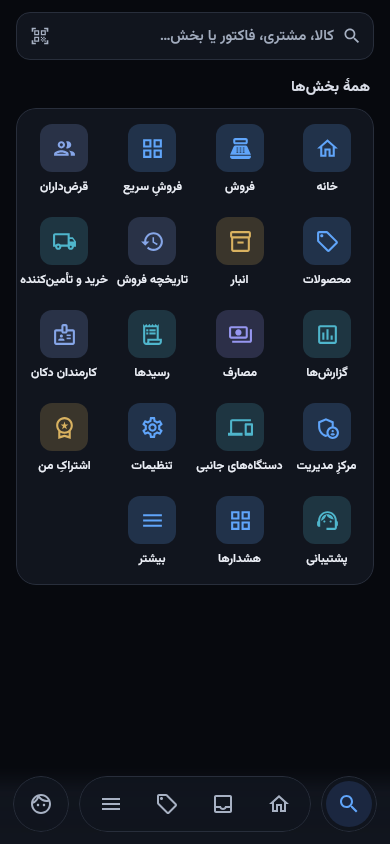 کالا، مشتری، فاکتور یا بخش…
همهٔ بخش‌ها
خانه
فروش
فروشِ سریع
قرض‌داران
محصولات
انبار
تاریخچه فروش
خرید و تأمین‌کننده
گزارش‌ها
مصارف
رسیدها
کارمندان دکان
مرکزِ مدیریت
دستگاه‌های جانبی
تنظیمات
اشتراکِ من
پشتیبانی
هشدارها
بیشتر